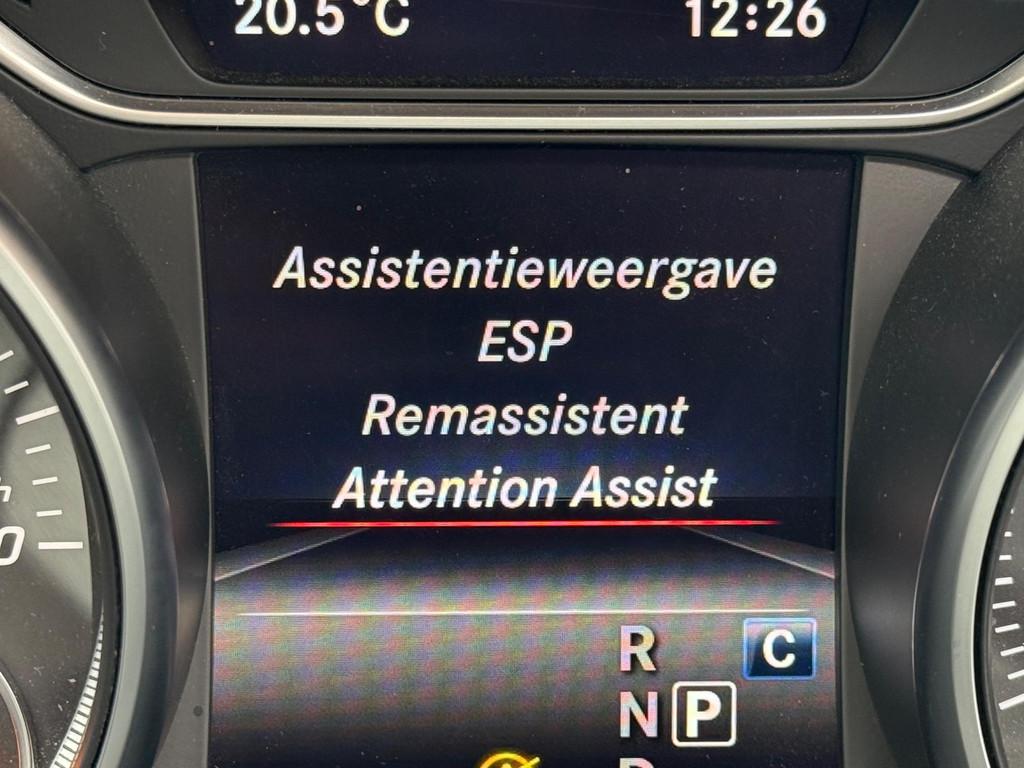 20.5°C 12:26
Assistentieweergave
ESP
Remassistent
Attention Assist
R C
N P
D